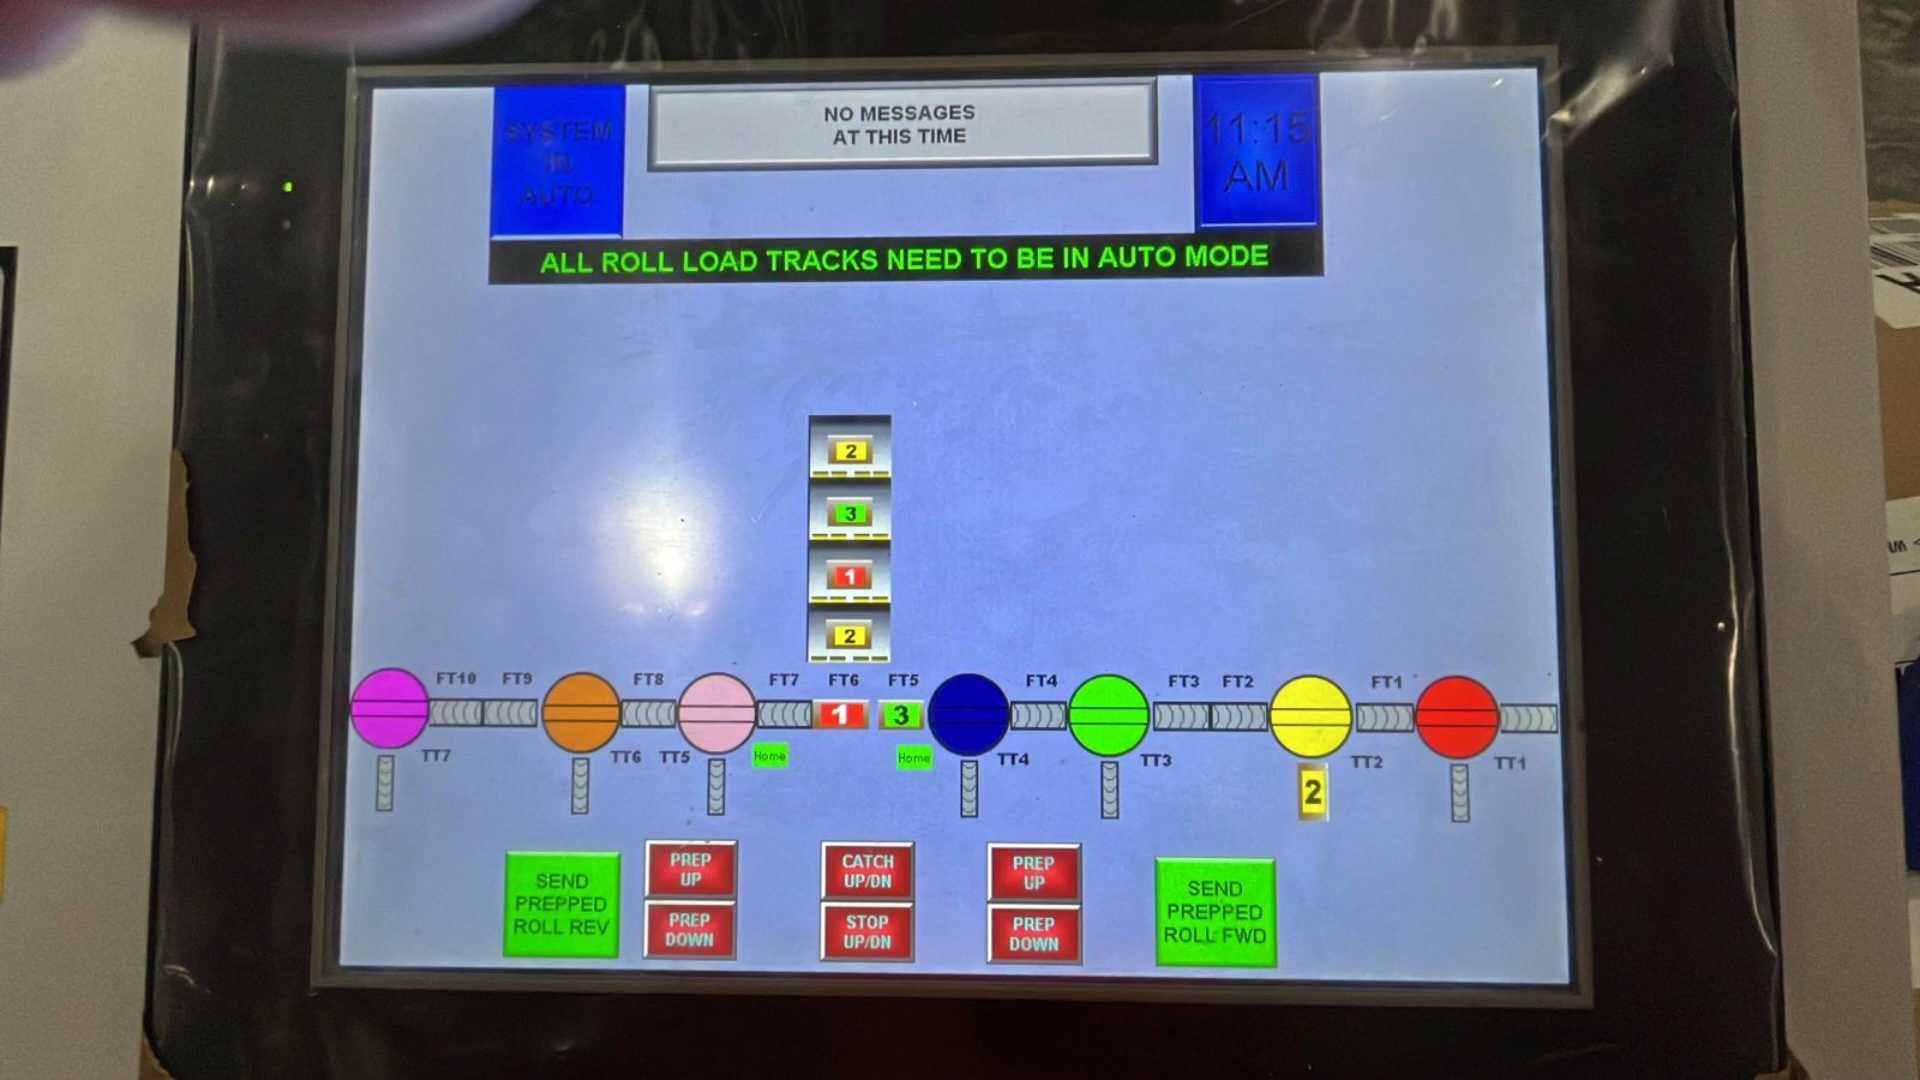 SYSTEM
IN
AUTO
NO MESSAGES
AT THIS TIME
11:15
AM
ALL ROLL LOAD TRACKS NEED TO BE IN AUTO MODE
2
3
1
2
FT10 FT9 FT8 FT7 FT6 FT5 FT4 FT3 FT2 FT1
1 3
TT7 TT6 TT5 Home Home TT4 TT3 TT2 TT1
2
SEND
PREPPED
ROLL REV
PREP
UP
PREP
DOWN
CATCH
UP/DN
STOP
UP/DN
PREP
UP
PREP
DOWN
SEND
PREPPED
ROLL FWD